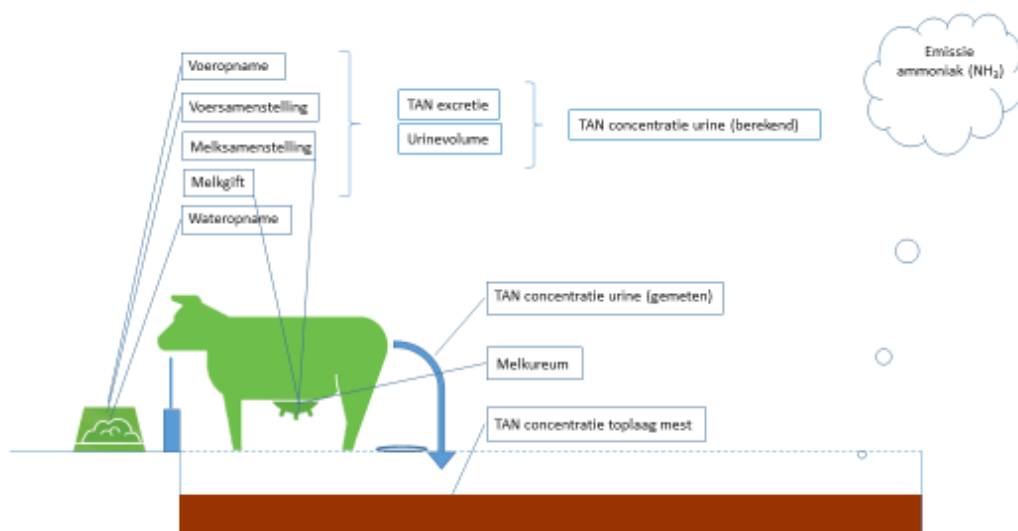 Emissie
ammoniak (NH₃)
Voeropname
Voersamenstelling
TAN excretie
TAN concentratie urine (berekend)
Urinevolume
Melksamenstelling
Melkgift
Wateropname
TAN concentratie urine (gemeten)
Melkureum
TAN concentratie toplaag mest